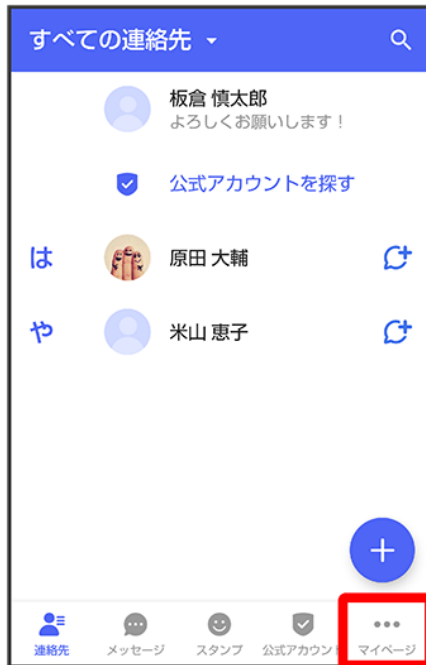 すべての連絡先
板倉 慎太郎
よろしくお願いします！
公式アカウントを探す
は
原田 大輔
や
米山 恵子
連絡先
メッセージ
スタンプ
公式アカウント
マイページ